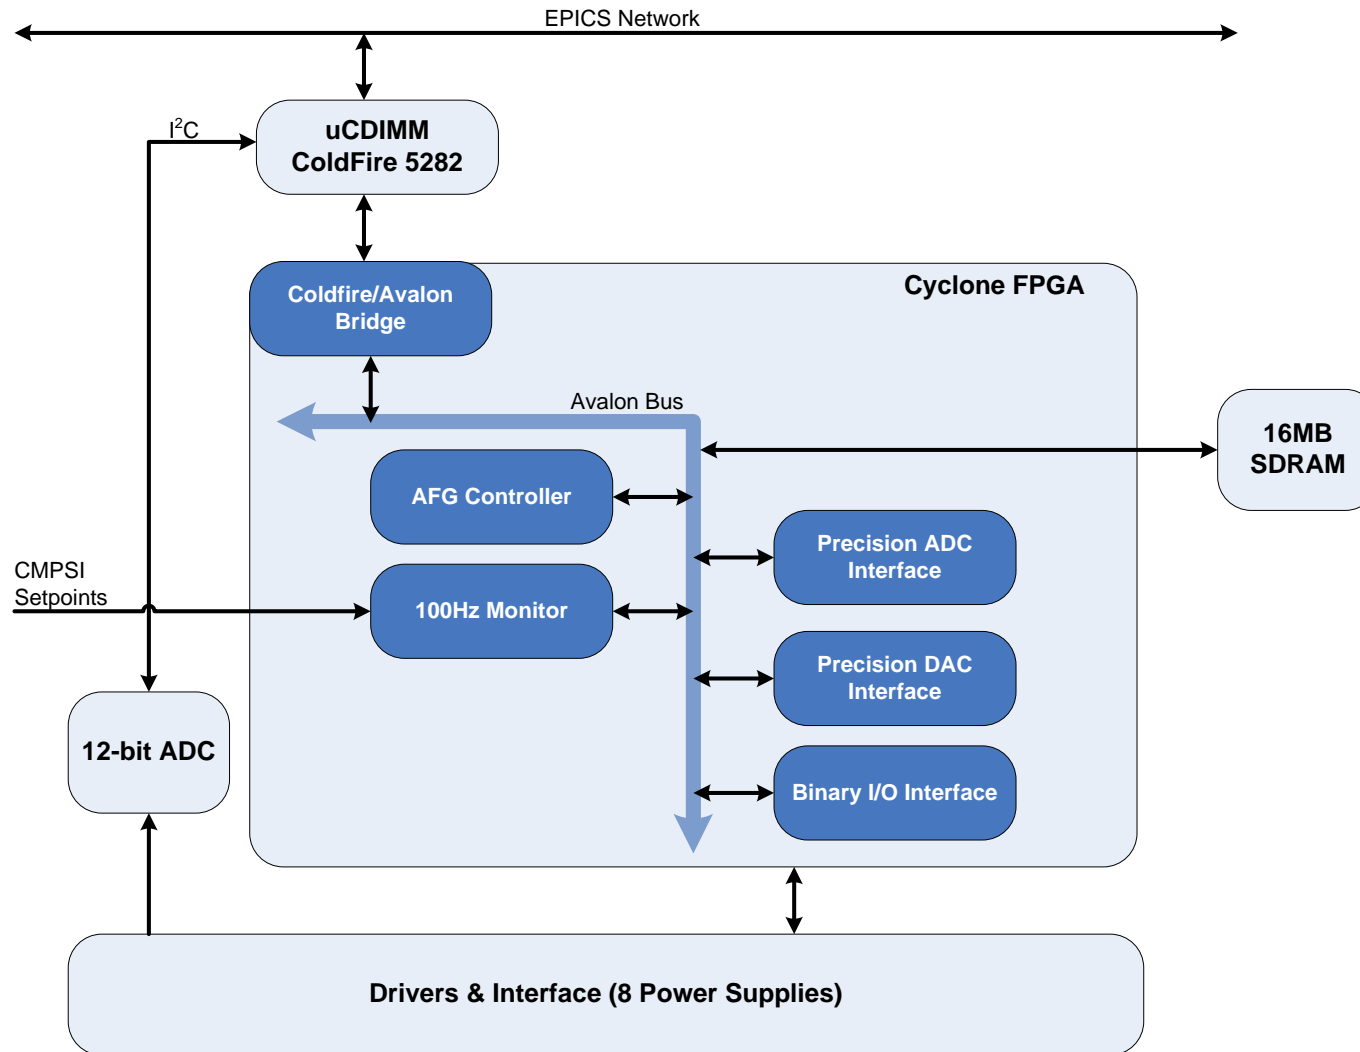 EPICS Network
I²C
uCDIMM
ColdFire 5282
Coldfire/Avalon
Bridge
Cyclone FPGA
Avalon Bus
16MB
SDRAM
AFG Controller
Precision ADC
Interface
CMPSI
Setpoints
100Hz Monitor
Precision DAC
Interface
12-bit ADC
Binary I/O Interface
Drivers & Interface (8 Power Supplies)